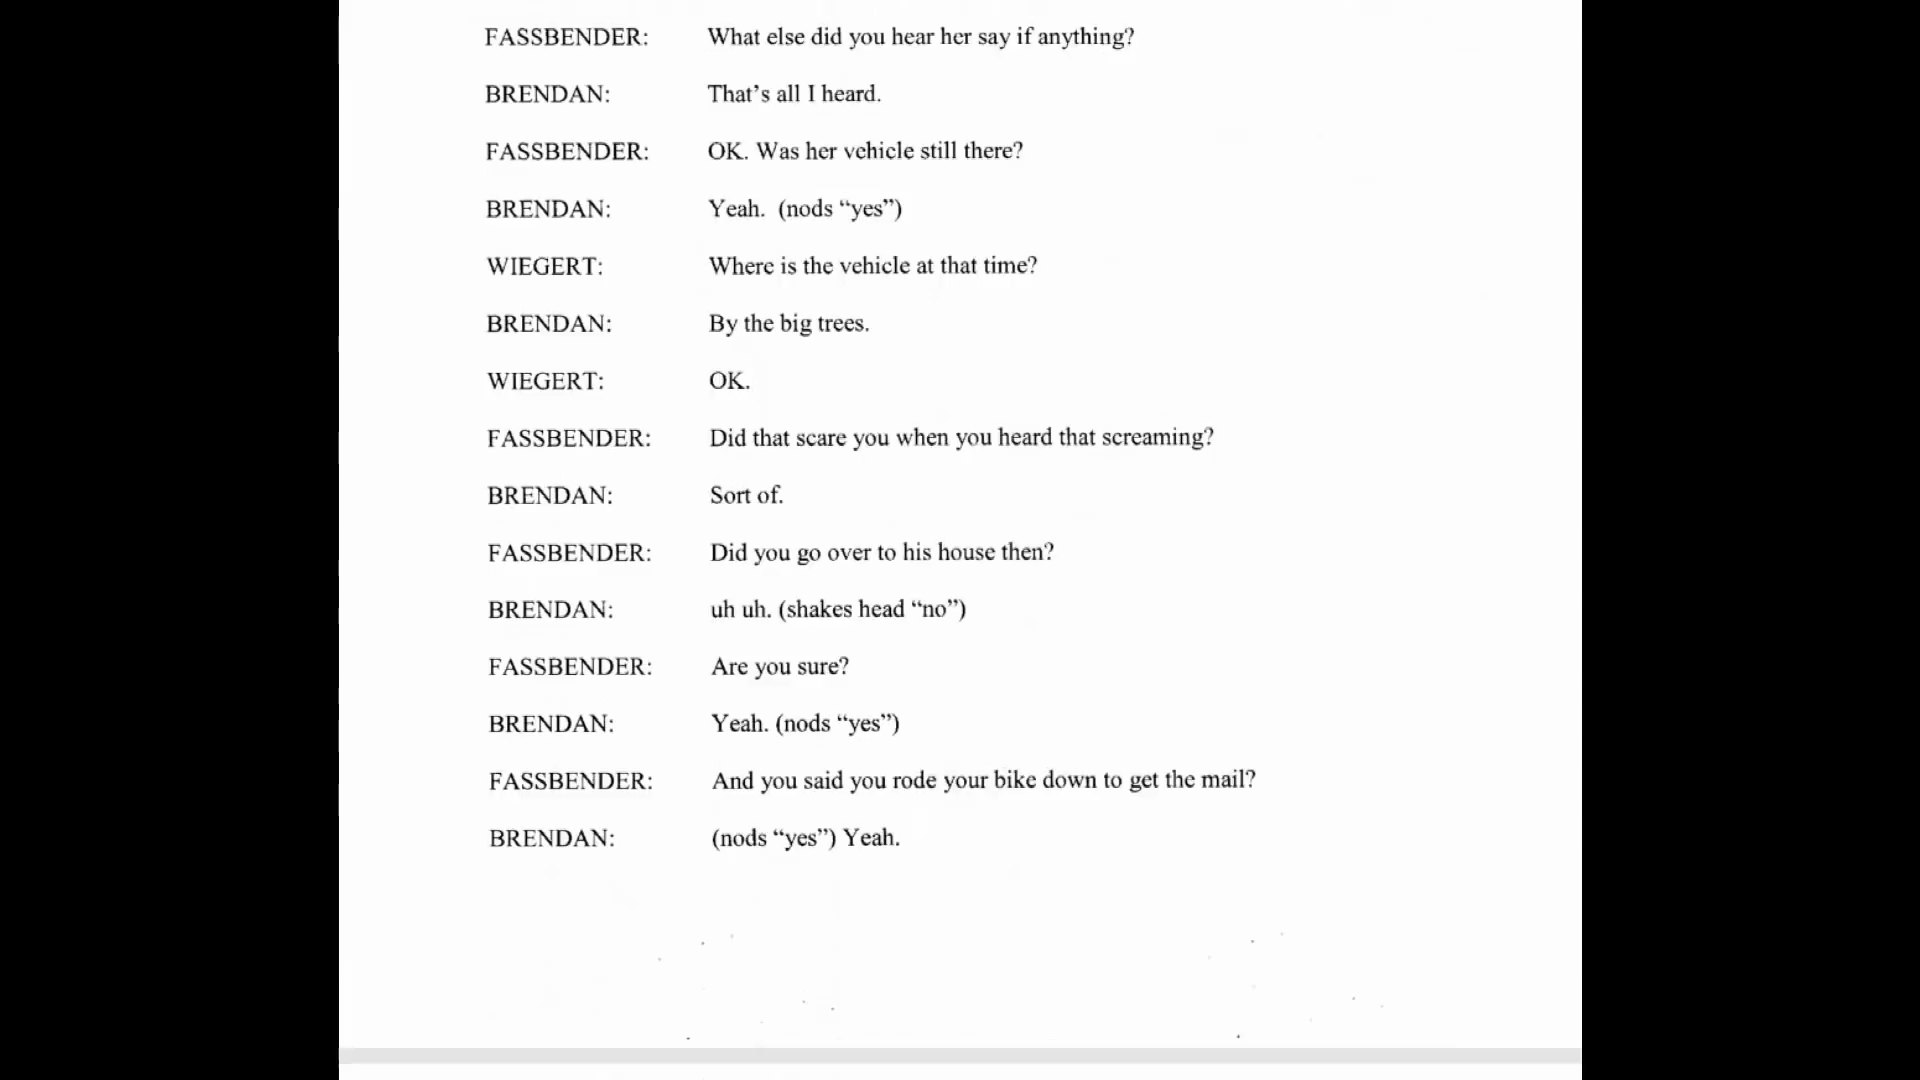 FASSBENDER: What else did you hear her say if anything?
BRENDAN: That's all I heard.
FASSBENDER: OK. Was her vehicle still there?
BRENDAN: Yeah. (nods “yes”)
WIEGERT: Where is the vehicle at that time?
BRENDAN: By the big trees.
WIEGERT: OK.
FASSBENDER: Did that scare you when you heard that screaming?
BRENDAN: Sort of.
FASSBENDER: Did you go over to his house then?
BRENDAN: uh uh. (shakes head “no”)
FASSBENDER: Are you sure?
BRENDAN: Yeah. (nods “yes”)
FASSBENDER: And you said you rode your bike down to get the mail?
BRENDAN: (nods “yes”) Yeah.